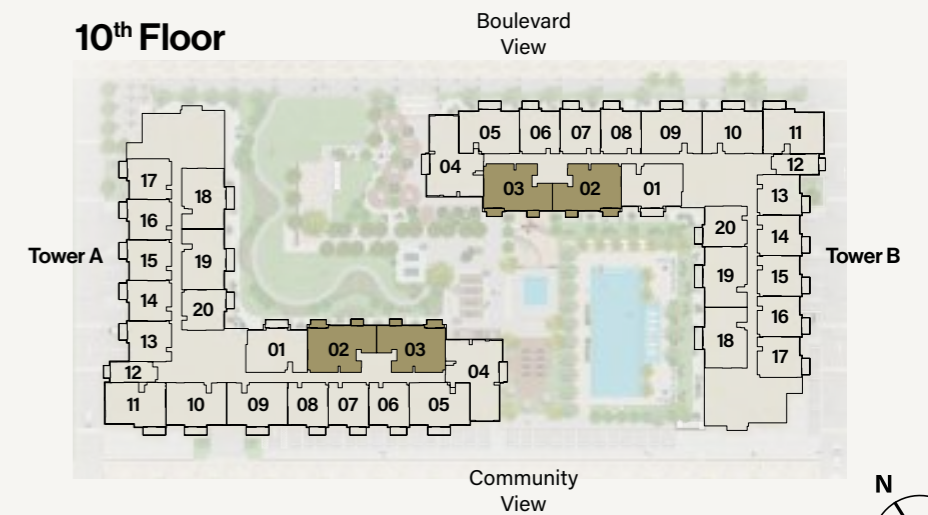 Boulevard
View
10th Floor
05 06 07 08 09 10 11
04
12
03 02 01
13
17
18
16
20
14
Tower A
15
19
Tower B
19
15
14
20
16
13
18
17
01 02 03
04
12
11 10 09 08 07 06 05
Community
View
N